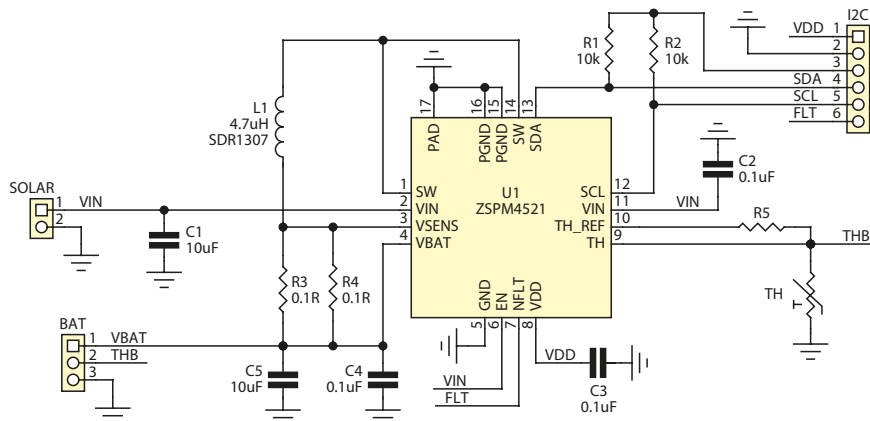 I2C
VDD 1
2
3
SDA 4
SCL 5
FLT 6
R1
10k
R2
10k
L1
4.7uH
SDR1307
17 16 15 14 13
PAD PGND PGND SW SDA
C2
0.1uF
SOLAR
1 VIN
2
C1
10uF
U1
ZSPM4521
1 SW
2 VIN
3 VSENS
4 VBAT
SCL 12
VIN 11 VIN
TH_REF 10
TH 9
R5
THB
TH
T
R3
0.1R
R4
0.1R
GND EN NFLT VDD
5 6 7 8
BAT
1 VBAT
2 THB
3
C5
10uF
C4
0.1uF
VIN
FLT
VDD
C3
0.1uF